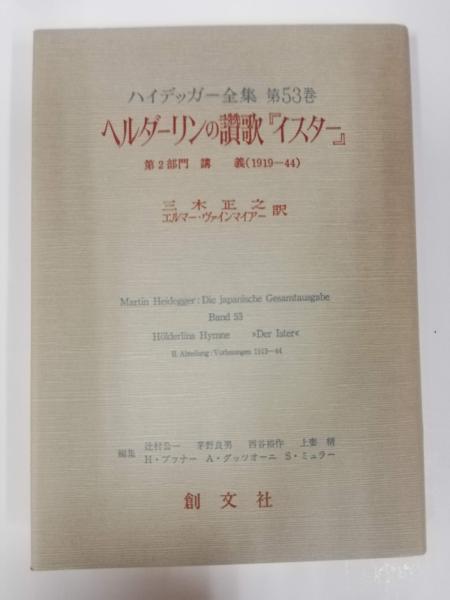 ハイデッガー全集 第53巻
ヘルダーリンの讃歌『イスター』
第2部門 講 義(1919―44)
三木正之
エルマー・ヴァインマイアー 訳
Martin Heidegger: Die japanische Gesamtausgabe
Band 53
Hölderlins Hymne »Der Ister«
II. Abteilung: Vorlesungen 1919―44
編集 辻村公一 茅野良男 西谷裕作 上妻精
H・ブァナー A・グッツオーニ S・ミュラー
創文社